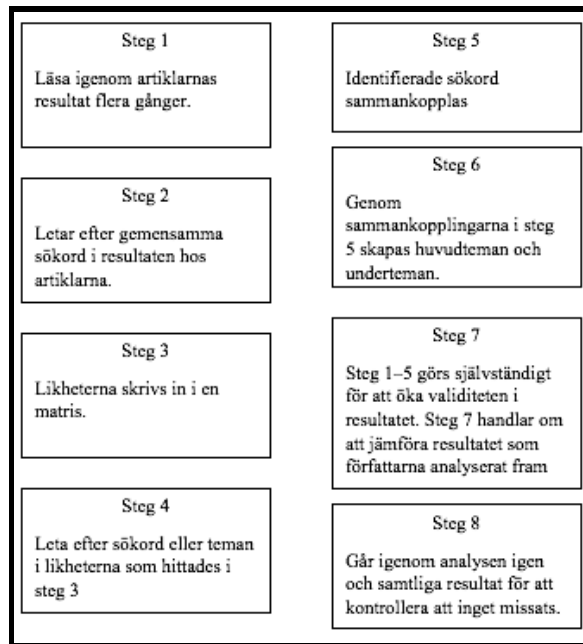 Steg 1
Läsa igenom artiklarnas
resultat flera gånger.
Steg 2
Letar efter gemensamma
sökord i resultaten hos
artiklarna.
Steg 3
Likheterna skrivs in i en
matris.
Steg 4
Leta efter sökord eller teman
i likheterna som hittades i
steg 3
Steg 5
Identifierade sökord
sammankopplas
Steg 6
Genom
sammankopplingarna i steg
5 skapas huvudteman och
underteman.
Steg 7
Steg 1–5 görs självständigt
för att öka validiteten i
resultatet. Steg 7 handlar om
att jämföra resultatet som
författarna analyserat fram
Steg 8
Går igenom analysen igen
och samtliga resultat för att
kontrollera att inget missats.